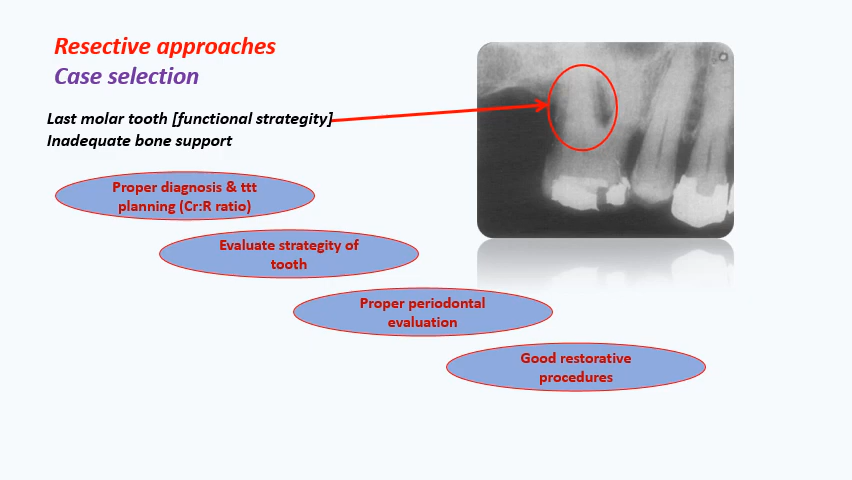 Resective approaches
Case selection
Last molar tooth [functional strategity]
Inadequate bone support
Proper diagnosis & ttt
planning (Cr:R ratio)
Evaluate strategity of
tooth
Proper periodontal
evaluation
Good restorative
procedures